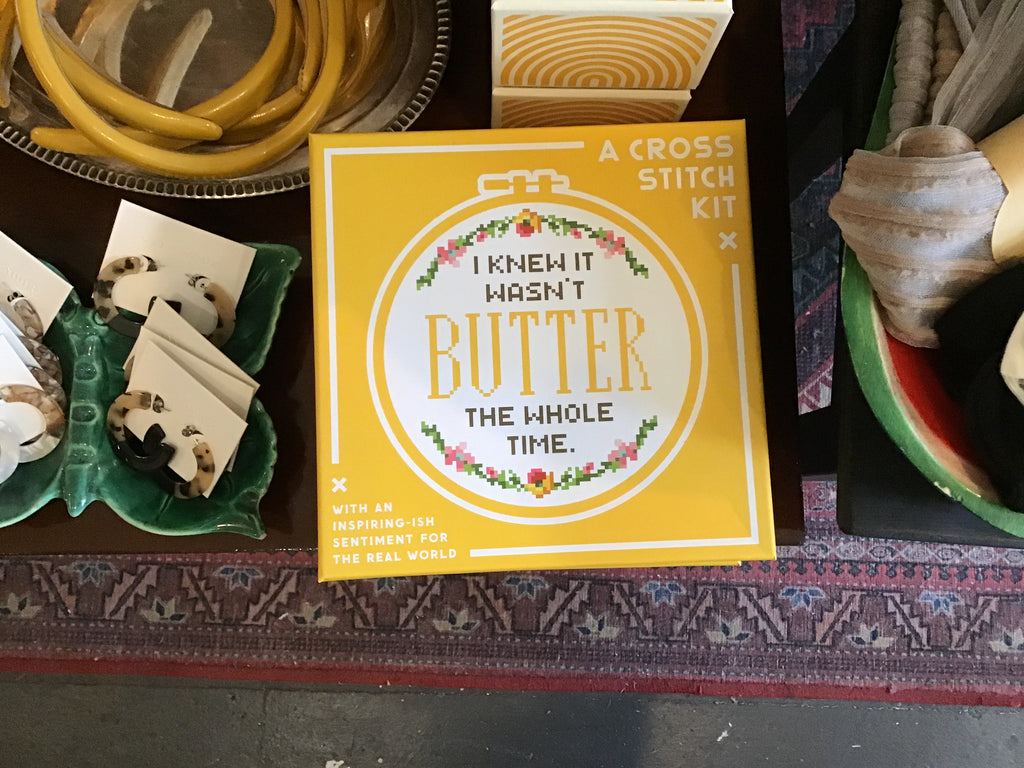 A CROSS
STITCH
KIT
I KNEW IT
WASN'T
BUTTER
THE WHOLE
TIME.
WITH AN
INSPIRING-ISH
SENTIMENT FOR
THE REAL WORLD